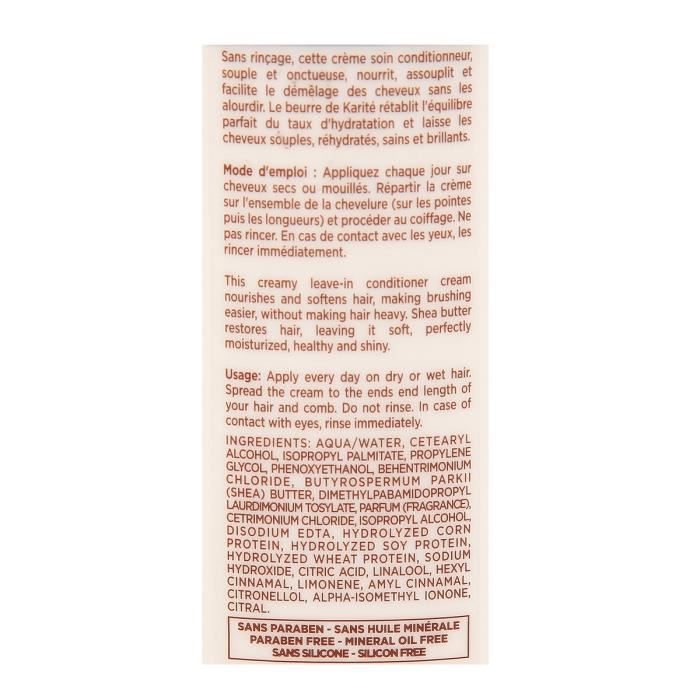 Sans rinçage, cette crème soin conditionneur,
souple et onctueuse, nourrit, assouplit et
facilite le démêlage des cheveux sans les
alourdir. Le beurre de Karité rétablit l'équilibre
parfait du taux d'hydratation et laisse les
cheveux souples, réhydratés, sains et brillants.
Mode d'emploi : Appliquez chaque jour sur
cheveux secs ou mouillés. Répartir la crème
sur l'ensemble de la chevelure (sur les pointes
puis les longueurs) et procéder au coiffage. Ne
pas rincer. En cas de contact avec les yeux, les
rincer immédiatement.
This creamy leave-in conditioner cream
nourishes and softens hair, making brushing
easier, without making hair heavy. Shea butter
restores hair, leaving it soft, perfectly
moisturized, healthy and shiny.
Usage: Apply every day on dry or wet hair.
Spread the cream to the ends end length of
your hair and comb. Do not rinse. In case of
contact with eyes, rinse immediately.
INGREDIENTS: AQUA/WATER, CETEARYL
ALCOHOL, ISOPROPYL PALMITATE, PROPYLENE
GLYCOL, PHENOXYETHANOL, BEHENTRIMONIUM
CHLORIDE, BUTYROSPERMUM PARKII
(SHEA) BUTTER, DIMETHYLPABAMIDOPROPYL
LAURDIMONIUM TOSYLATE, PARFUM (FRAGRANCE),
CETRIMONIUM CHLORIDE, ISOPROPYL ALCOHOL,
DISODIUM EDTA, HYDROLYZED CORN
PROTEIN, HYDROLYZED SOY PROTEIN,
HYDROLYZED WHEAT PROTEIN, SODIUM
HYDROXIDE, CITRIC ACID, LINALOOL, HEXYL
CINNAMAL, LIMONENE, AMYL CINNAMAL,
CITRONELLOL, ALPHA-ISOMETHYL IONONE,
CITRAL.
SANS PARABEN - SANS HUILE MINÉRALE
PARABEN FREE - MINERAL OIL FREE
SANS SILICONE - SILICON FREE